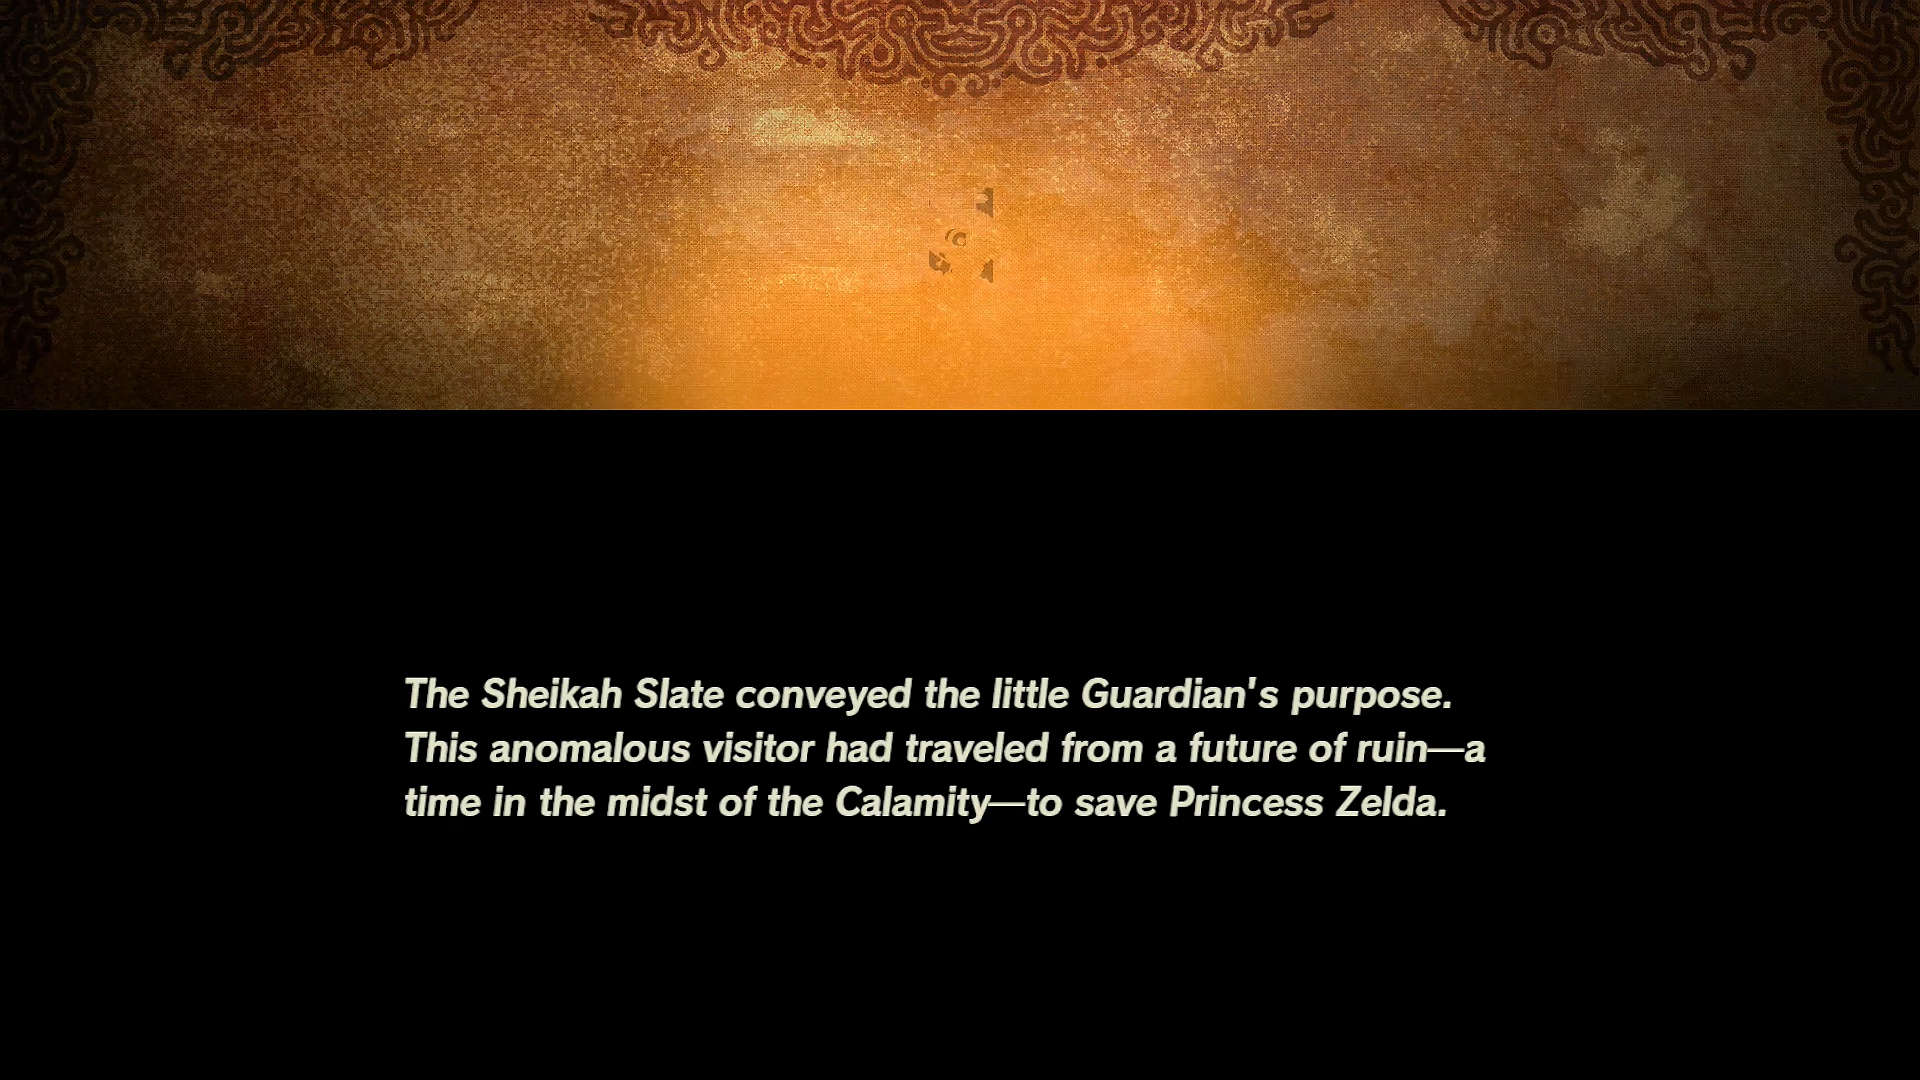 The Sheikah Slate conveyed the little Guardian's purpose.
This anomalous visitor had traveled from a future of ruin—a
time in the midst of the Calamity—to save Princess Zelda.